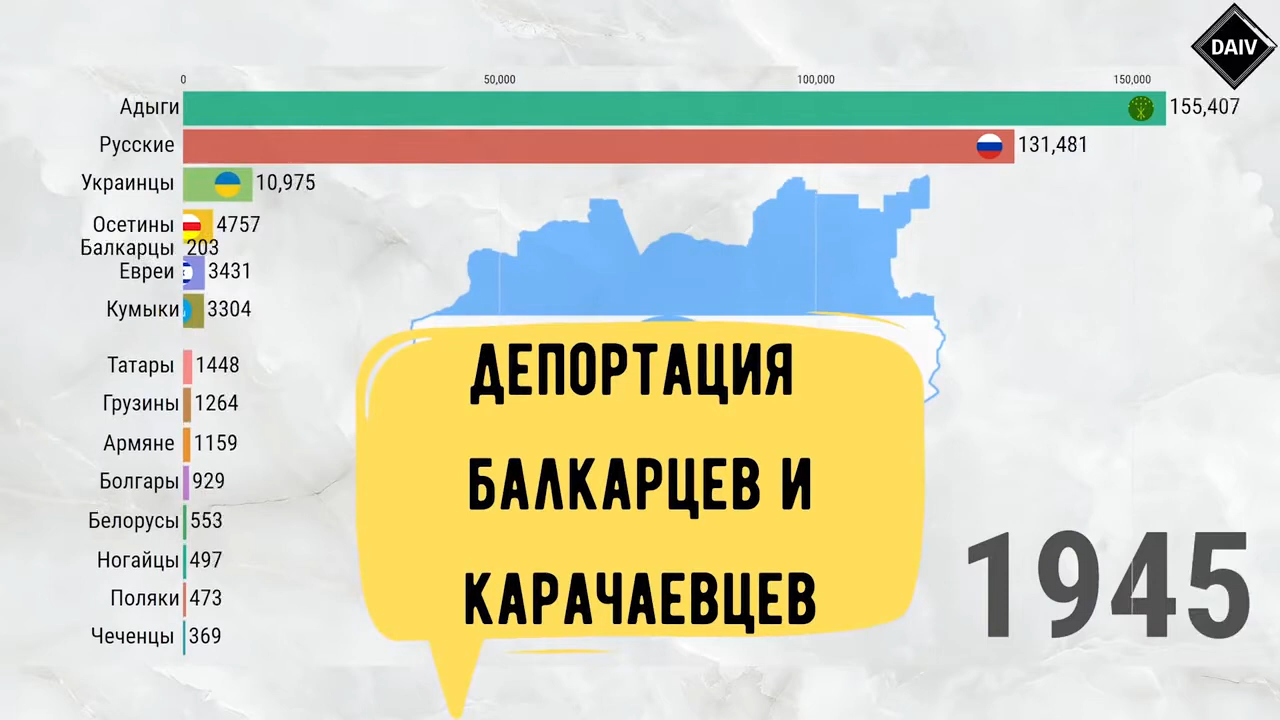 DAIV
0 50,000 100,000 150,000
Адыги 155,407
Русские 131,481
Украинцы 10,975
Осетины 4757
Балкарцы 203
Евреи 3431
Кумыки 3304
Татары 1448
Грузины 1264
Армяне 1159
Болгары 929
Белорусы 553
Ногайцы 497
Поляки 473
Чеченцы 369
ДЕПОРТАЦИЯ
БАЛКАРЦЕВ И
КАРАЧАЕВЦЕВ
1945